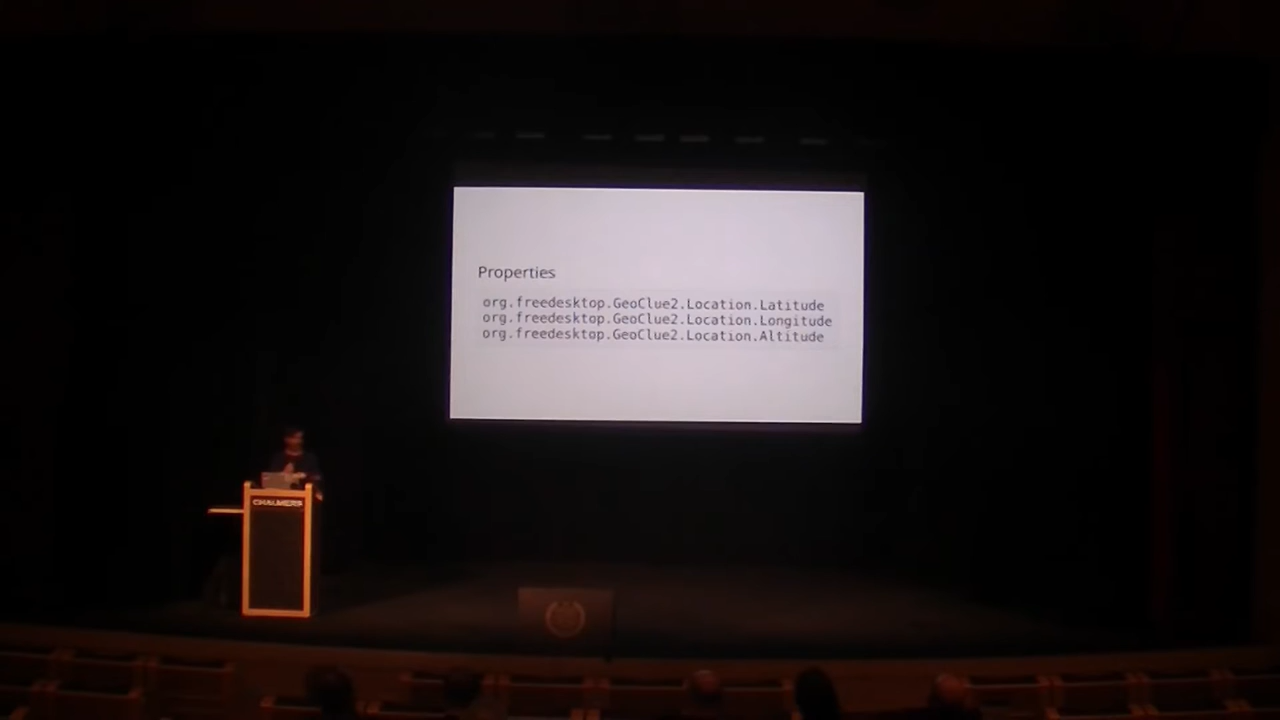 Properties
org.freedesktop.GeoClue2.Location.Latitude
org.freedesktop.GeoClue2.Location.Longitude
org.freedesktop.GeoClue2.Location.Altitude
CHALMERS